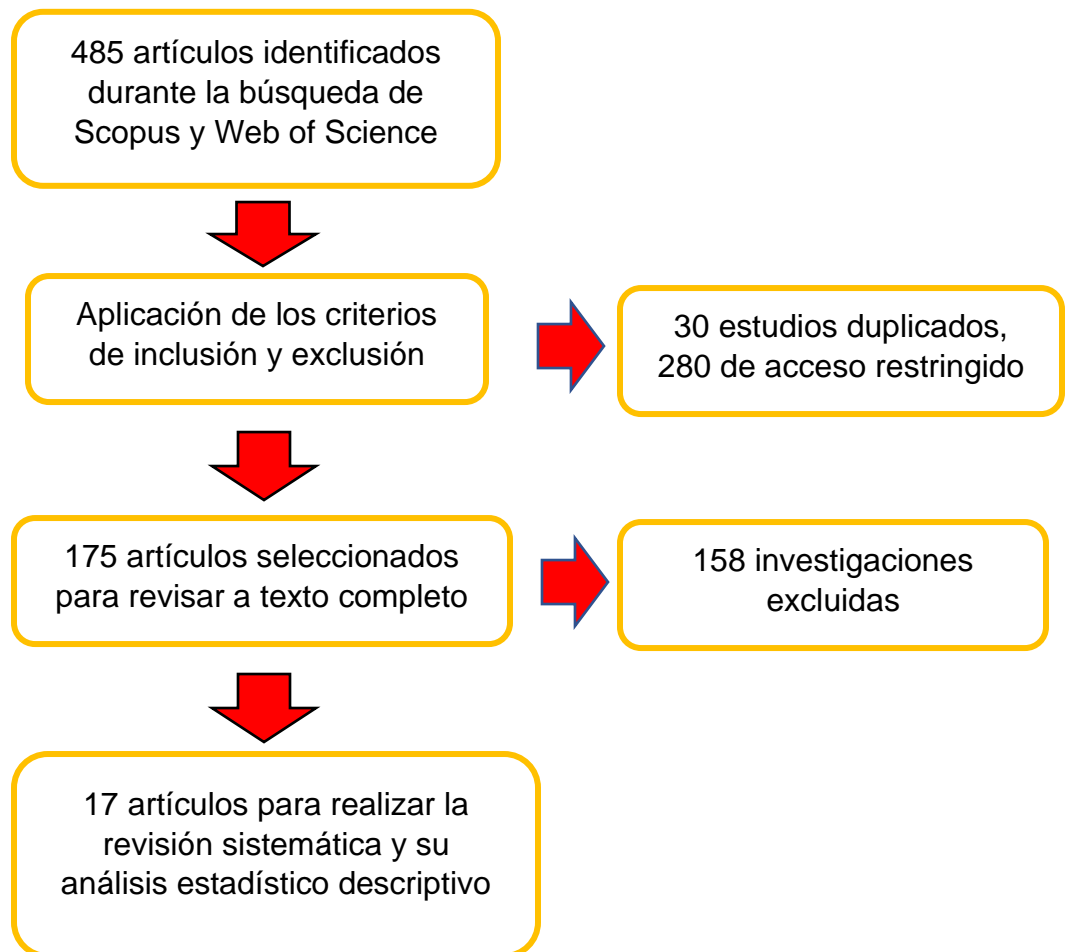 485 artículos identificados
durante la búsqueda de
Scopus y Web of Science
Aplicación de los criterios
de inclusión y exclusión
30 estudios duplicados,
280 de acceso restringido
175 artículos seleccionados
para revisar a texto completo
158 investigaciones
excluidas
17 artículos para realizar la
revisión sistemática y su
análisis estadístico descriptivo